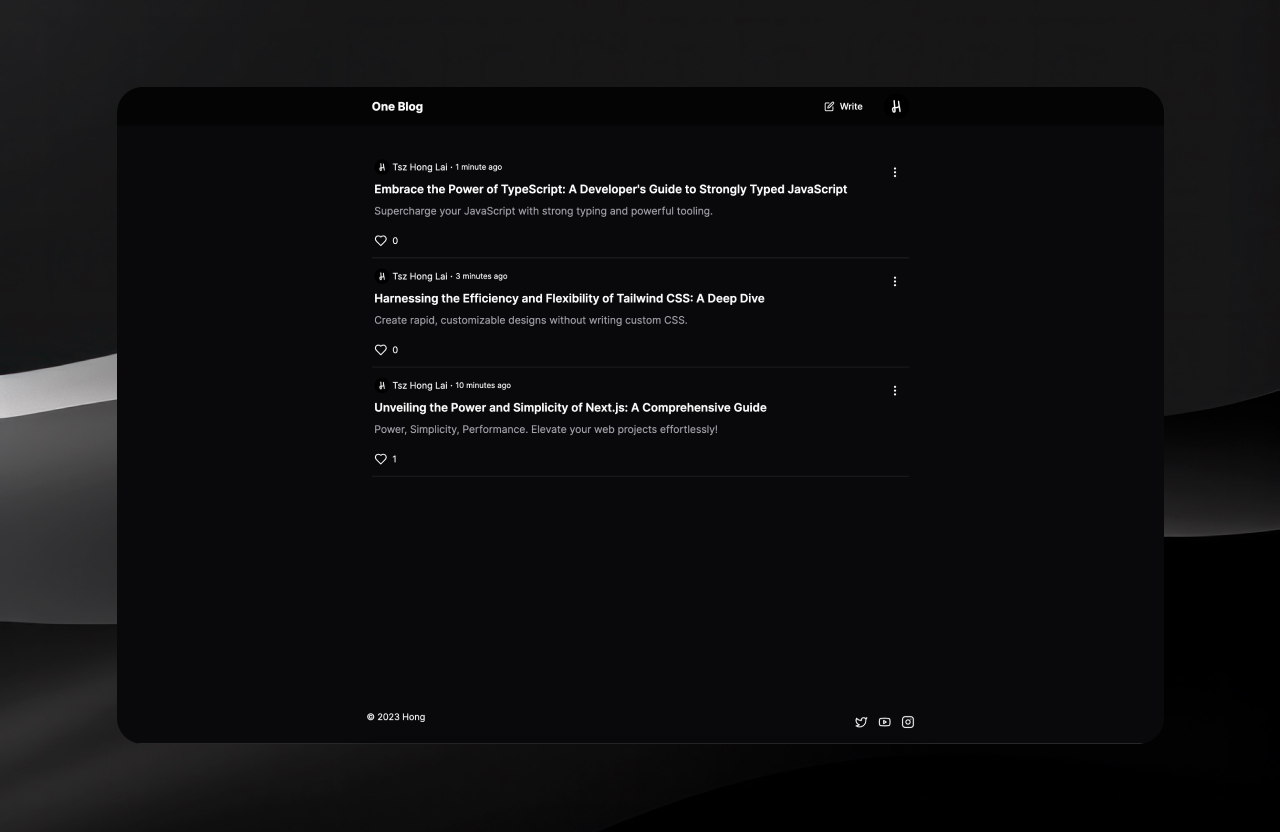 One Blog
Write
Tsz Hong Lai · 1 minute ago
Embrace the Power of TypeScript: A Developer's Guide to Strongly Typed JavaScript
Supercharge your JavaScript with strong typing and powerful tooling.
0
Tsz Hong Lai · 3 minutes ago
Harnessing the Efficiency and Flexibility of Tailwind CSS: A Deep Dive
Create rapid, customizable designs without writing custom CSS.
0
Tsz Hong Lai · 10 minutes ago
Unveiling the Power and Simplicity of Next.js: A Comprehensive Guide
Power, Simplicity, Performance. Elevate your web projects effortlessly!
1
© 2023 Hong